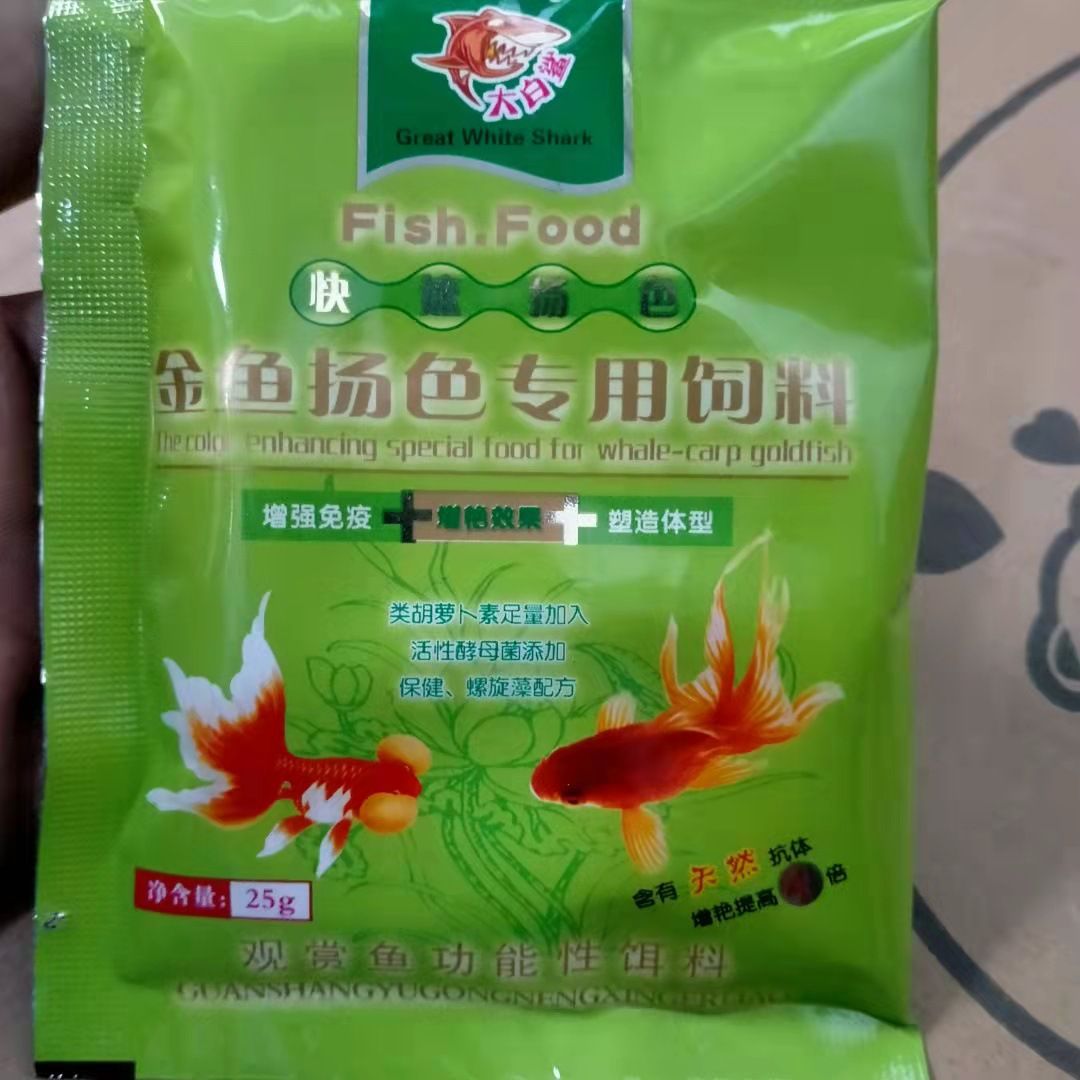 大白鲨
Great White Shark
Fish.Food
快 扬 色
金鱼扬色专用饲料
The color enhancing special food for whale-carp goldfish
增强免疫 增艳效果 塑造体型
类胡萝卜素足量加入
活性酵母菌添加
保健、螺旋藻配方
含有 天然 抗体
增艳提高 倍
净含量: 25g
观赏鱼功能性饵料